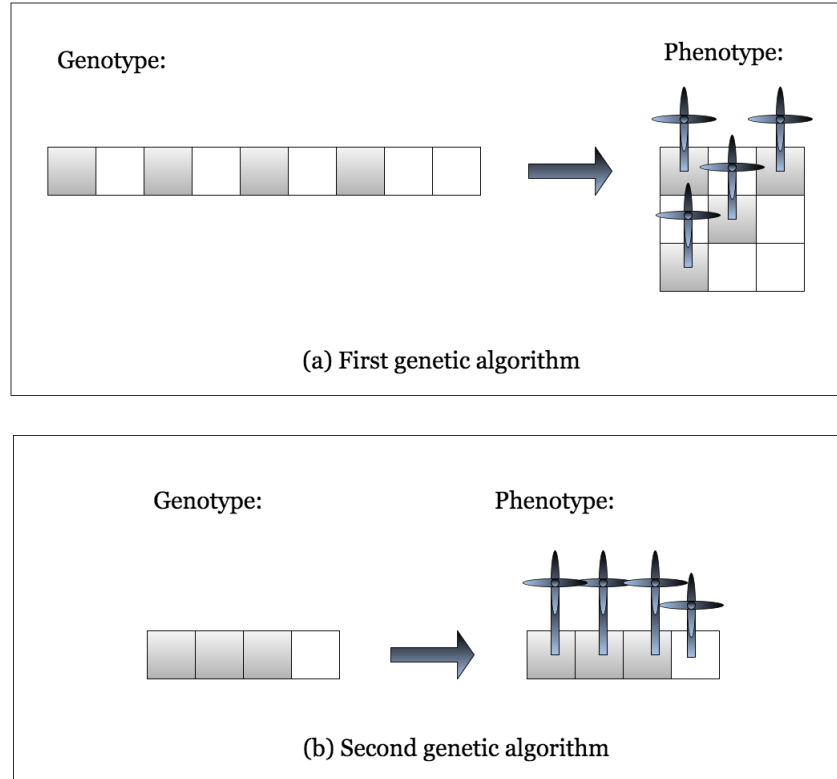 Genotype:
Phenotype:
(a) First genetic algorithm
Genotype:
Phenotype:
(b) Second genetic algorithm